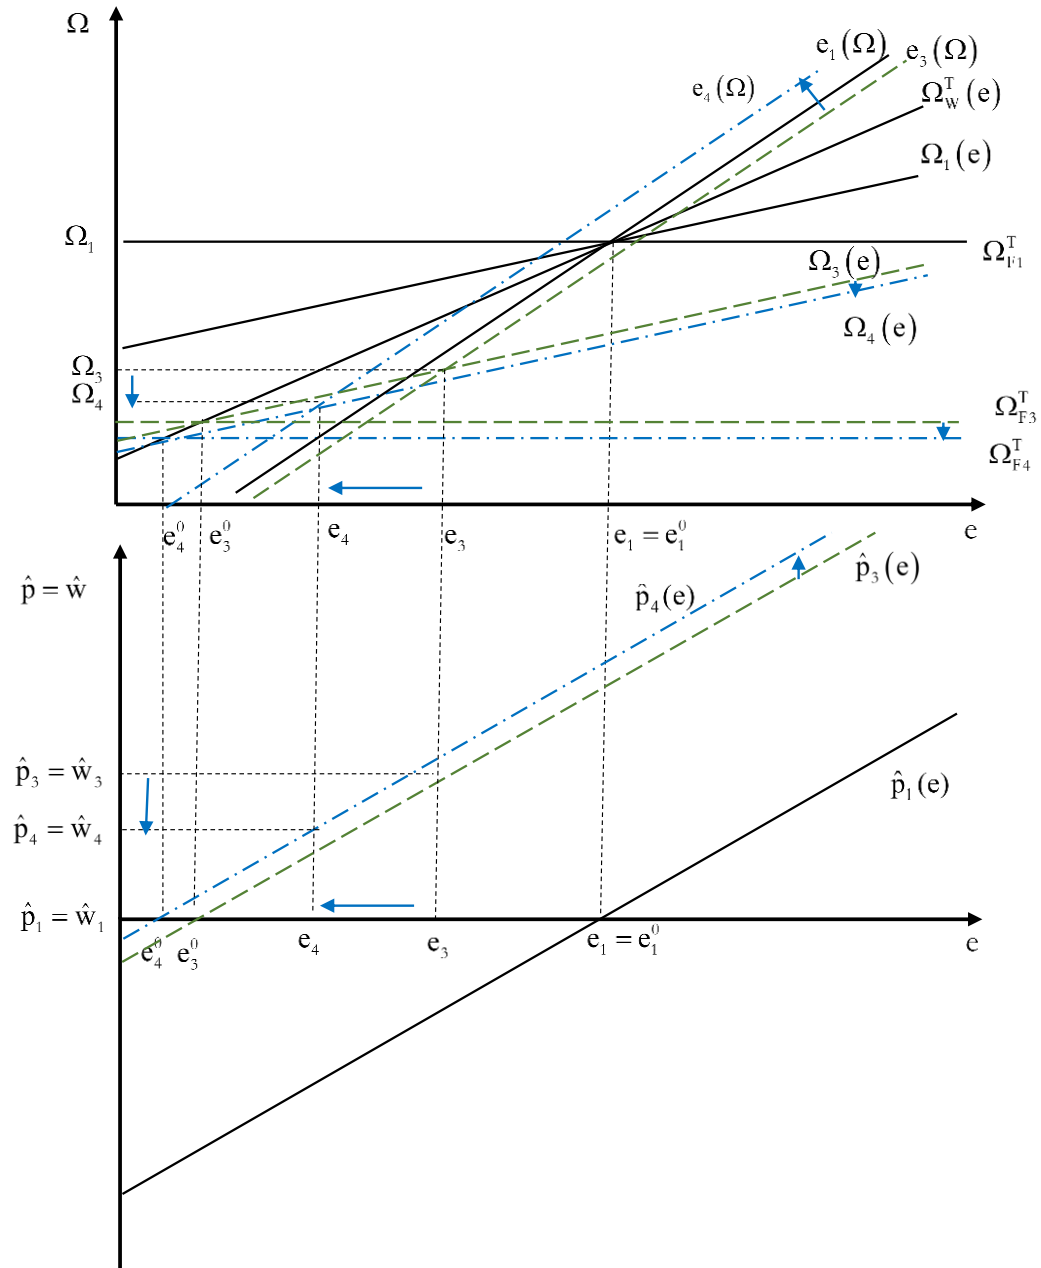 Ω
e₁(Ω)
e₃(Ω)
e₄(Ω)
Ω_W^T(e)
Ω₁(e)
Ω₁
Ω_F1^T
Ω₃(e)
Ω₄(e)
Ω₃
Ω₄
Ω_F3^T
Ω_F4^T
e₄⁰ e₃⁰ e₄ e₃ e₁ = e₁⁰ e
p̂ = ŵ
p̂₃(e)
p̂₄(e)
p̂₃ = ŵ₃
p̂₁(e)
p̂₄ = ŵ₄
p̂₁ = ŵ₁
e₄⁰ e₃⁰ e₄ e₃ e₁ = e₁⁰ e